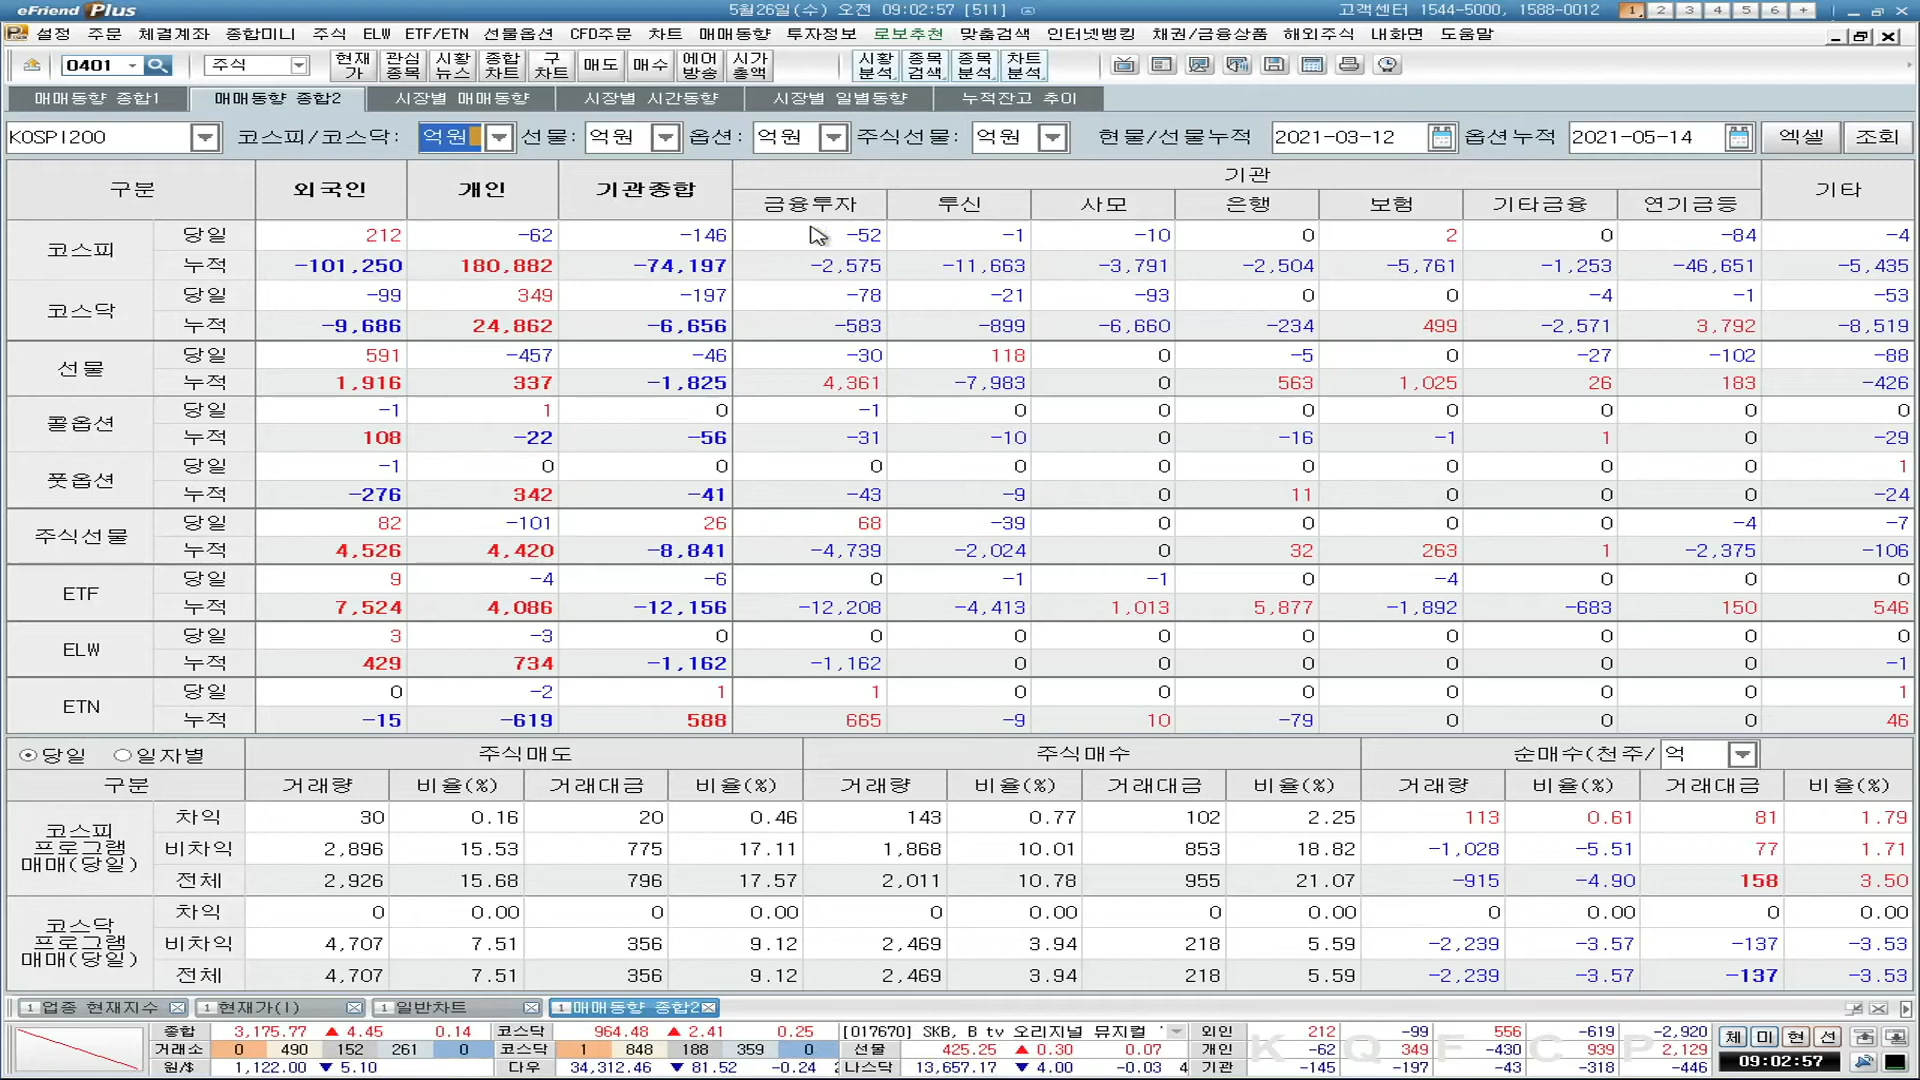 eFriend Plus 5월26일(수) 오전 09:02:57 [511] 고객센터 1544-5000, 1588-0012 1 2 3 4 5 6 +
설정 주문 체결계좌 종합미니 주식 ELW ETF/ETN 선물옵션 CFD주문 차트 매매동향 투자정보 로보추천 맞춤검색 인터넷뱅킹 채권/금융상품 해외주식 내화면 도움말
0401 주식 현재가 관심종목 시황뉴스 종합차트 구차트 매도 매수 에어방송 시가총액 시황분석 종목검색 종목분석 차트분석
매매동향 종합1 매매동향 종합2 시장별 매매동향 시장별 시간동향 시장별 일별동향 누적잔고 추이
KOSPI200 코스피/코스닥: 억원 선물: 억원 옵션: 억원 주식선물: 억원 현물/선물누적 2021-03-12 옵션누적 2021-05-14 엑셀 조회
구분 외국인 개인 기관종합 기관 기타
금융투자 투신 사모 은행 보험 기타금융 연기금등
코스피 당일 212 -62 -146 -52 -1 -10 0 2 0 -84 -4
누적 -101,250 180,882 -74,197 -2,575 -11,663 -3,791 -2,504 -5,761 -1,253 -46,651 -5,435
코스닥 당일 -99 349 -197 -78 -21 -93 0 0 -4 -1 -53
누적 -9,686 24,862 -6,656 -583 -899 -6,660 -234 499 -2,571 3,792 -8,519
선물 당일 591 -457 -46 -30 118 0 -5 0 -27 -102 -88
누적 1,916 337 -1,825 4,361 -7,983 0 563 1,025 26 183 -426
콜옵션 당일 -1 1 0 -1 0 0 0 0 0 0 0
누적 108 -22 -56 -31 -10 0 -16 -1 1 0 -29
풋옵션 당일 -1 0 0 0 0 0 0 0 0 0 1
누적 -276 342 -41 -43 -9 0 11 0 0 0 -24
주식선물 당일 82 -101 26 68 -39 0 0 0 0 -4 -7
누적 4,526 4,420 -8,841 -4,739 -2,024 0 32 263 1 -2,375 -106
ETF 당일 9 -4 -6 0 -1 -1 0 -4 0 0 0
누적 7,524 4,086 -12,156 -12,208 -4,413 1,013 5,877 -1,892 -683 150 546
ELW 당일 3 -3 0 0 0 0 0 0 0 0 0
누적 429 734 -1,162 -1,162 0 0 0 0 0 0 -1
ETN 당일 0 -2 1 1 0 0 0 0 0 0 1
누적 -15 -619 588 665 -9 10 -79 0 0 0 46
당일 일자별 주식매도 주식매수 순매수(천주/ 억
구분 거래량 비율(%) 거래대금 비율(%) 거래량 비율(%) 거래대금 비율(%) 거래량 비율(%) 거래대금 비율(%)
코스피 프로그램 매매(당일) 차익 30 0.16 20 0.46 143 0.77 102 2.25 113 0.61 81 1.79
비차익 2,896 15.53 775 17.11 1,868 10.01 853 18.82 -1,028 -5.51 77 1.71
전체 2,926 15.68 796 17.57 2,011 10.78 955 21.07 -915 -4.90 158 3.50
코스닥 프로그램 매매(당일) 차익 0 0.00 0 0.00 0 0.00 0 0.00 0 0.00 0 0.00
비차익 4,707 7.51 356 9.12 2,469 3.94 218 5.59 -2,239 -3.57 -137 -3.53
전체 4,707 7.51 356 9.12 2,469 3.94 218 5.59 -2,239 -3.57 -137 -3.53
1 업종 현재지수 1 현재가(I) 1 일반차트 1 매매동향 종합2
종합 3,175.77 ▲ 4.45 0.14 코스닥 964.48 ▲ 2.41 0.25 [017670] SKB, B tv 오리지널 뮤지컬 외인 212 -99 556 -619 -2,920 체 미 현 선
거래소 0 490 152 261 0 코스닥 1 848 188 359 0 선물 425.25 ▲ 0.30 0.07 개인 -62 349 -430 939 2,129 K Q F C P
원/$ 1,122.00 ▼ 5.10 다우 34,312.46 ▼ 81.52 -0.24 나스닥 13,657.17 ▼ 4.00 -0.03 4 기관 -145 -197 -43 -318 -446 09:02:57